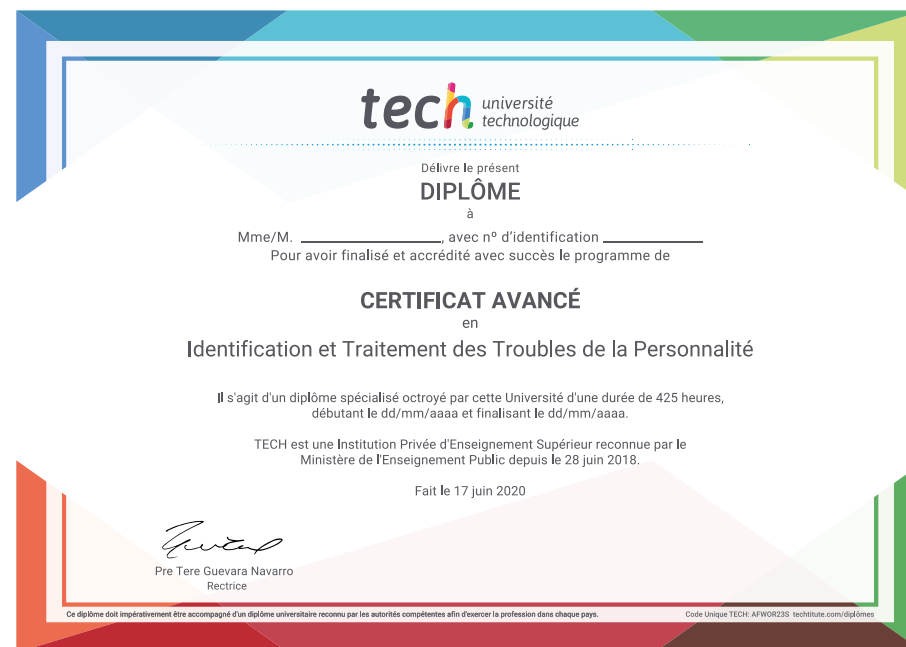 tech université
technologique
Délivre le présent
DIPLÔME
à
Mme/M. ____________________, avec nº d'identification ______________
Pour avoir finalisé et accrédité avec succès le programme de
CERTIFICAT AVANCÉ
en
Identification et Traitement des Troubles de la Personnalité
Il s'agit d'un diplôme spécialisé octroyé par cette Université d'une durée de 425 heures,
débutant le dd/mm/aaaa et finalisant le dd/mm/aaaa.
TECH est une Institution Privée d'Enseignement Supérieur reconnue par le
Ministère de l'Enseignement Public depuis le 28 juin 2018.
Fait le 17 juin 2020
Pre Tere Guevara Navarro
Rectrice
Ce diplôme doit impérativement être accompagné d'un diplôme universitaire reconnu par les autorités compétentes afin d'exercer la profession dans chaque pays. Code Unique TECH: AFWOR23S techtitute.com/diplômes